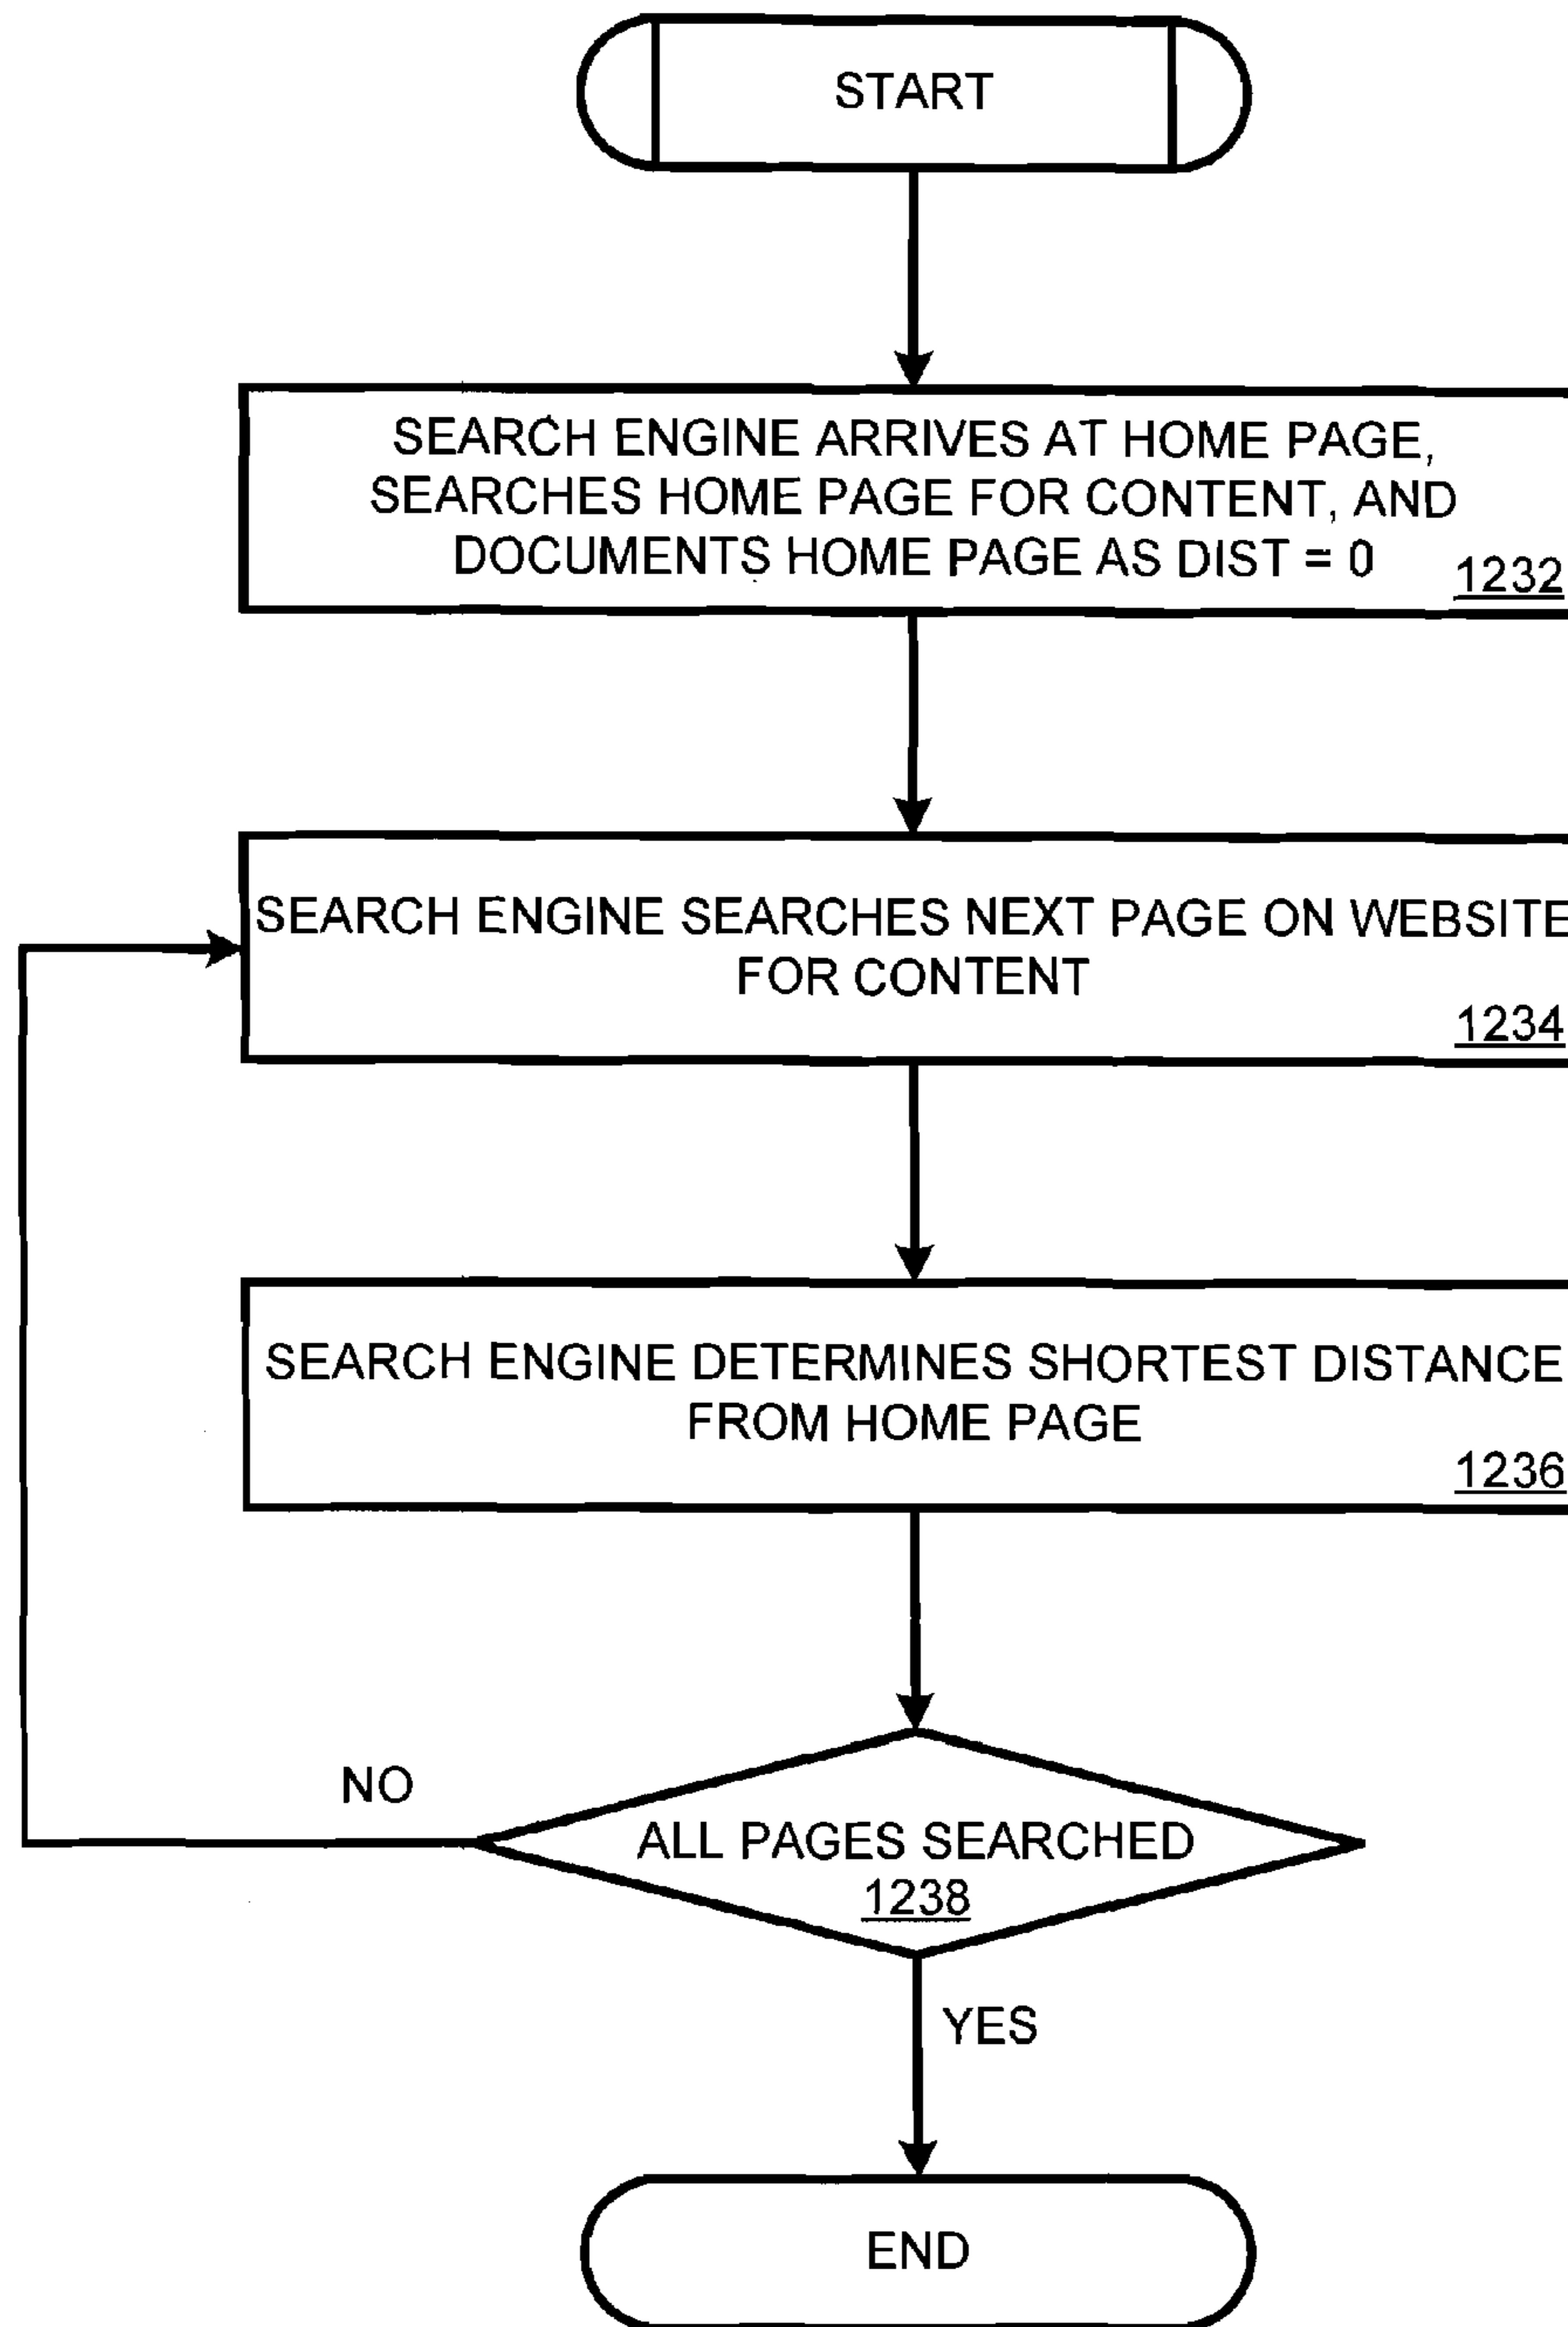 START
SEARCH ENGINE ARRIVES AT HOME PAGE,
SEARCHES HOME PAGE FOR CONTENT, AND
DOCUMENTS HOME PAGE AS DIST = 0
1232
SEARCH ENGINE SEARCHES NEXT PAGE ON WEBSITE
FOR CONTENT
1234
SEARCH ENGINE DETERMINES SHORTEST DISTANCE
FROM HOME PAGE
1236
NO
ALL PAGES SEARCHED
1238
YES
END